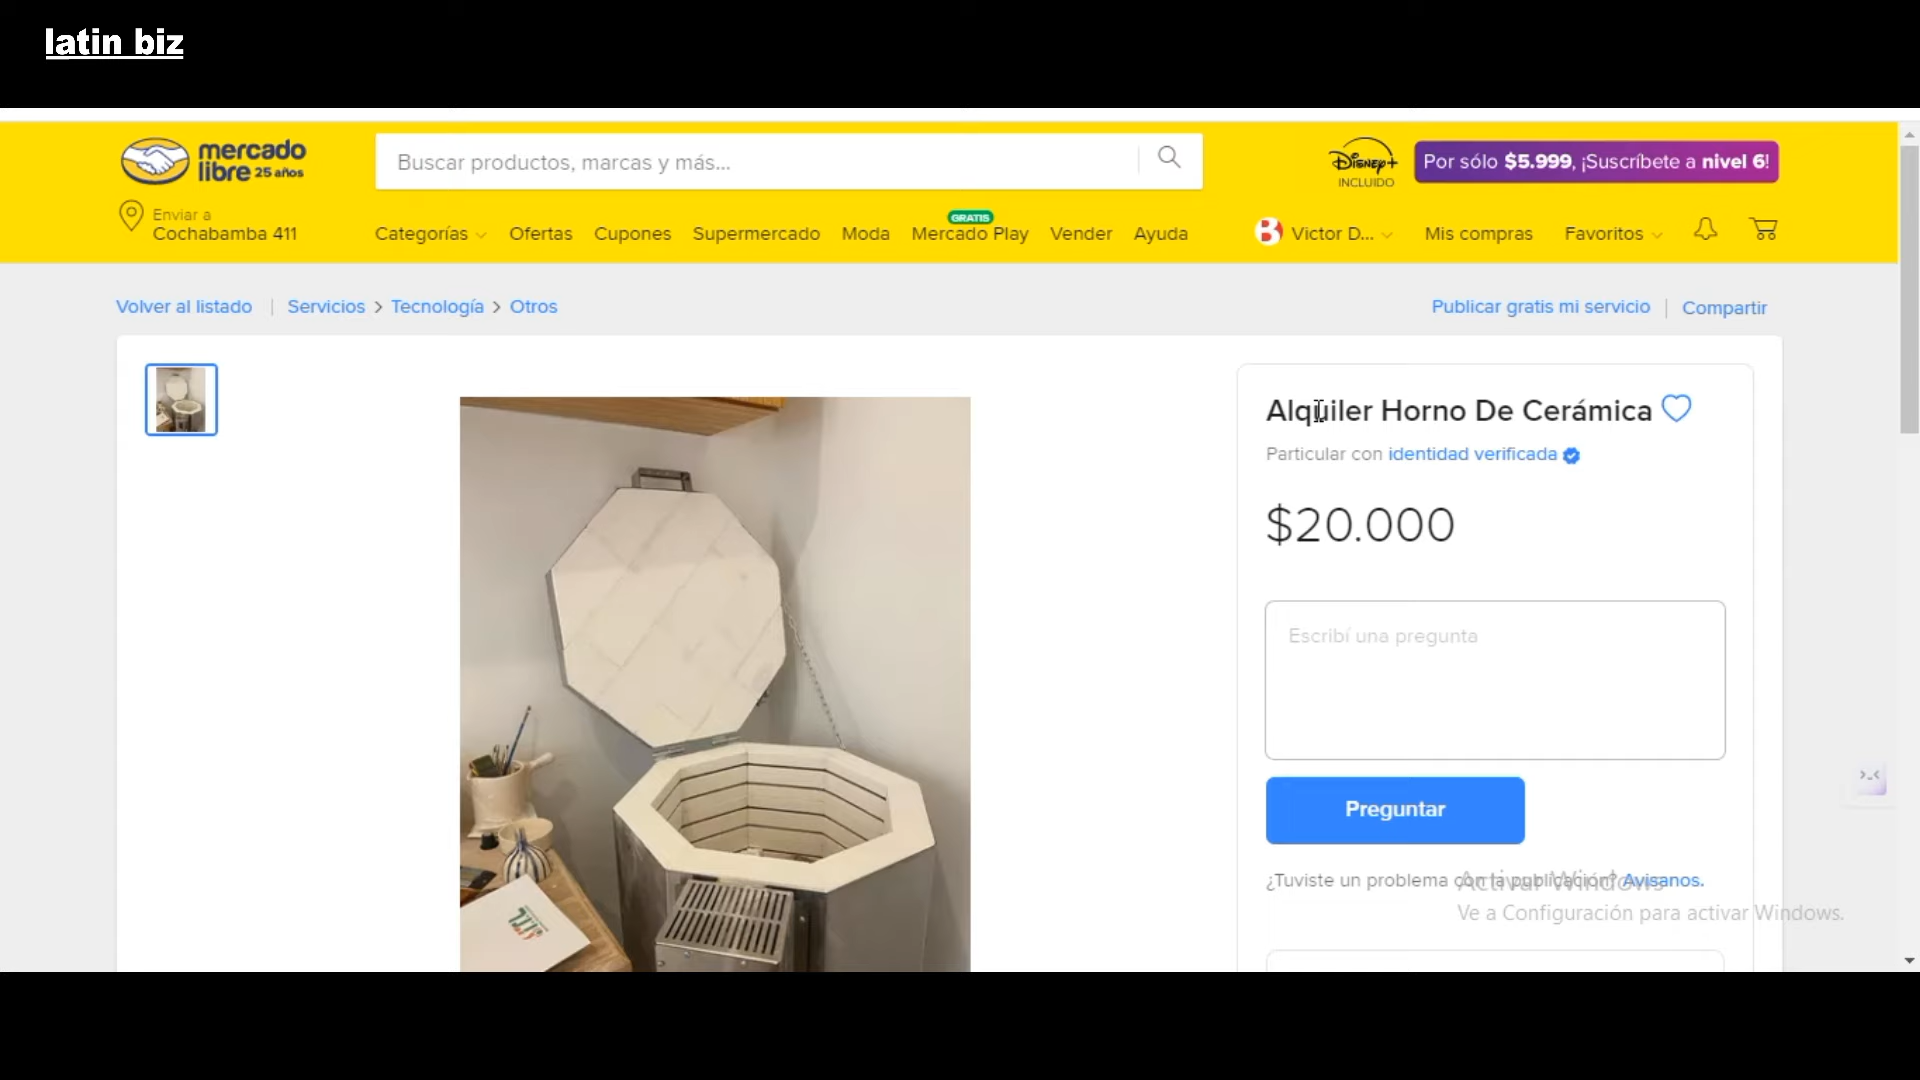 latin biz
mercado
libre 25 años
Buscar productos, marcas y más...
Disney+
INCLUIDO
Por sólo $5.999, ¡Suscríbete a nivel 6!
Enviar a
Cochabamba 411
Categorías
Ofertas
Cupones
Supermercado
Moda
GRATIS
Mercado Play
Vender
Ayuda
Victor D...
Mis compras
Favoritos
Volver al listado
Servicios > Tecnología > Otros
Publicar gratis mi servicio
Compartir
Alquiler Horno De Cerámica
Particular con identidad verificada
$20.000
Escribí una pregunta
Preguntar
¿Tuviste un problema con la publicación? Avisanos.
Activar Windows
Ve a Configuración para activar Windows.